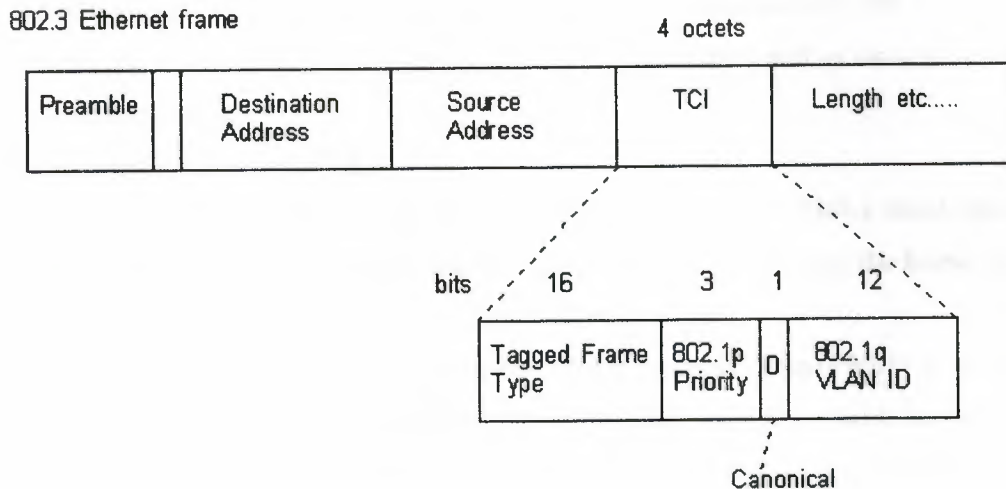 802.3 Ethernet frame
4 octets
Preamble
Destination
Address
Source
Address
TCI
Length etc.....
bits
16
3
1
12
Tagged Frame
Type
802.1p
Priority
0
802.1q
VLAN ID
Canonical